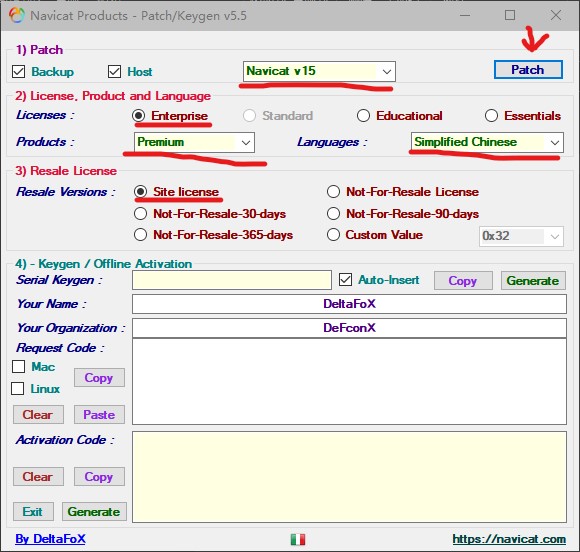 Navicat Products - Patch/Keygen v5.5
1) Patch
Backup Host Navicat v15 Patch
2) License, Product and Language
Licenses : Enterprise Standard Educational Essentials
Products : Premium Languages : Simplified Chinese
3) Resale License
Resale Versions : Site license Not-For-Resale License
Not-For-Resale-30-days Not-For-Resale-90-days
Not-For-Resale-365-days Custom Value 0x32
4) - Keygen / Offline Activation
Serial Keygen : Auto-Insert Copy Generate
Your Name : DeltaFoX
Your Organization : DeFconX
Request Code :
Mac
Copy
Linux
Clear Paste
Activation Code :
Clear Copy
Exit Generate
By DeltaFoX https://navicat.com